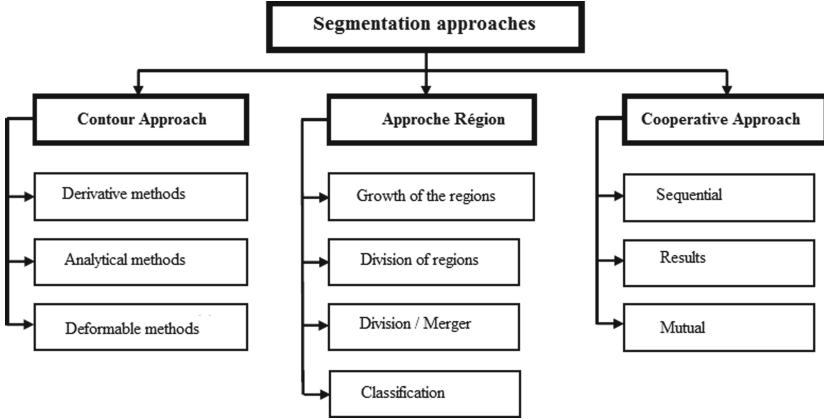 Segmentation approaches
Contour Approach
Derivative methods
Analytical methods
Deformable methods
Approche Région
Growth of the regions
Division of regions
Division / Merger
Classification
Cooperative Approach
Sequential
Results
Mutual